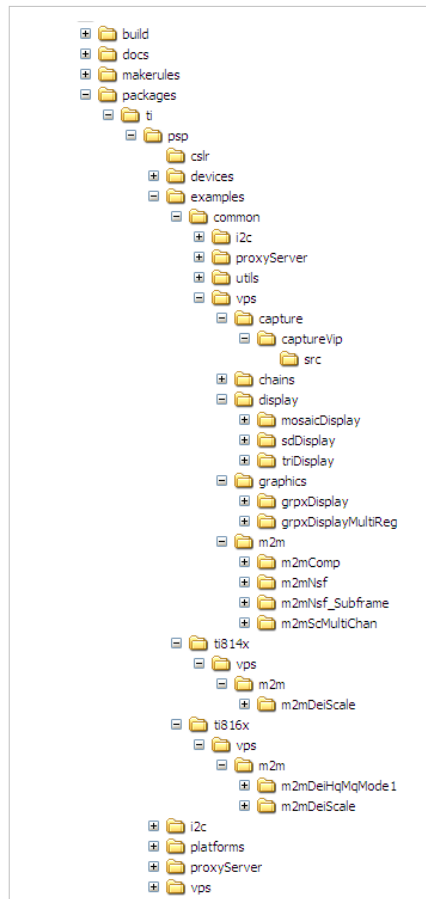 build
docs
makerules
packages
ti
psp
cslr
devices
examples
common
i2c
proxyServer
utils
vps
capture
captureVip
src
chains
display
mosaicDisplay
sdDisplay
triDisplay
graphics
grpxDisplay
grpxDisplayMultiReg
m2m
m2mComp
m2mNsf
m2mNsf_Subframe
m2mScMultiChan
ti814x
vps
m2m
m2mDeiScale
ti816x
vps
m2m
m2mDeiHqMqMode1
m2mDeiScale
i2c
platforms
proxyServer
vps